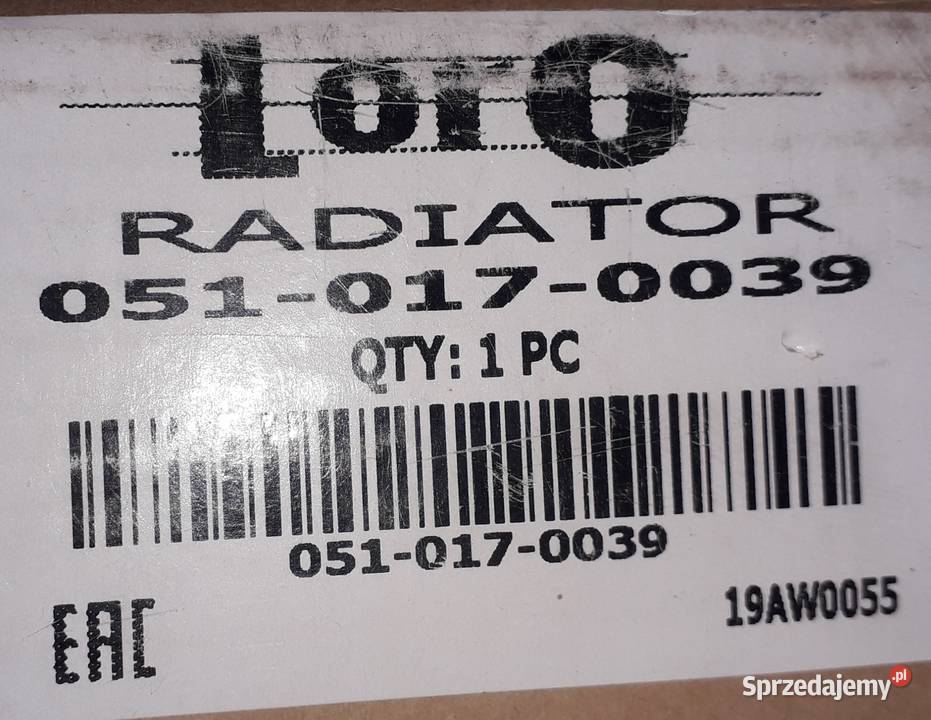 LorO
RADIATOR
051-017-0039
QTY: 1 PC
051-017-0039
EAC
19AW0055
Sprzedajemy.pl